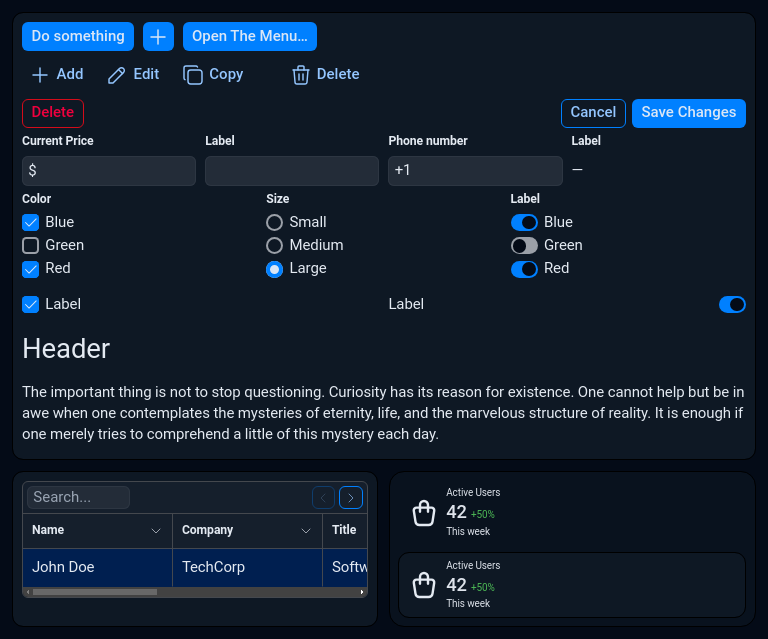 Do something Open The Menu...
Add Edit Copy Delete
Delete Cancel Save Changes
Current Price Label Phone number Label
$ +1 —
Color Size Label
Blue Small Blue
Green Medium Green
Red Large Red
Label Label
Header
The important thing is not to stop questioning. Curiosity has its reason for existence. One cannot help but be in
awe when one contemplates the mysteries of eternity, life, and the marvelous structure of reality. It is enough if
one merely tries to comprehend a little of this mystery each day.
Search...
Name Company Title
John Doe TechCorp Softw
Active Users
42 +50%
This week
Active Users
42 +50%
This week